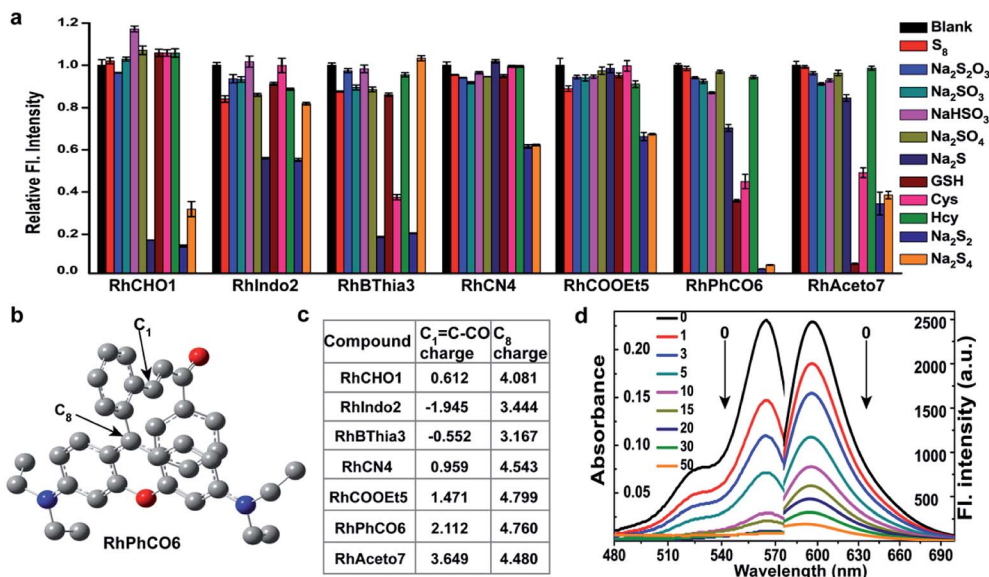 a
Relative Fl. Intensity
1.2
1.0
0.8
0.6
0.4
0.2
0.0
RhCHO1 RhIndo2 RhBThia3 RhCN4 RhCOOEt5 RhPhCO6 RhAceto7
Blank
S8
Na2S2O3
Na2SO3
NaHSO3
Na2SO4
Na2S
GSH
Cys
Hcy
Na2S2
Na2S4
b
C1
C8
RhPhCO6
c
Compound C1=C-CO charge C8 charge
RhCHO1 0.612 4.081
RhIndo2 -1.945 3.444
RhBThia3 -0.552 3.167
RhCN4 0.959 4.543
RhCOOEt5 1.471 4.799
RhPhCO6 2.112 4.760
RhAceto7 3.649 4.480
d
Absorbance
0.20
0.15
0.10
0.05
0
1
3
5
10
15
20
30
50
0
0
2500
2000
1500
1000
500
Fl. intensity (a.u.)
480 510 540 570 600 630 660 690
Wavelength (nm)